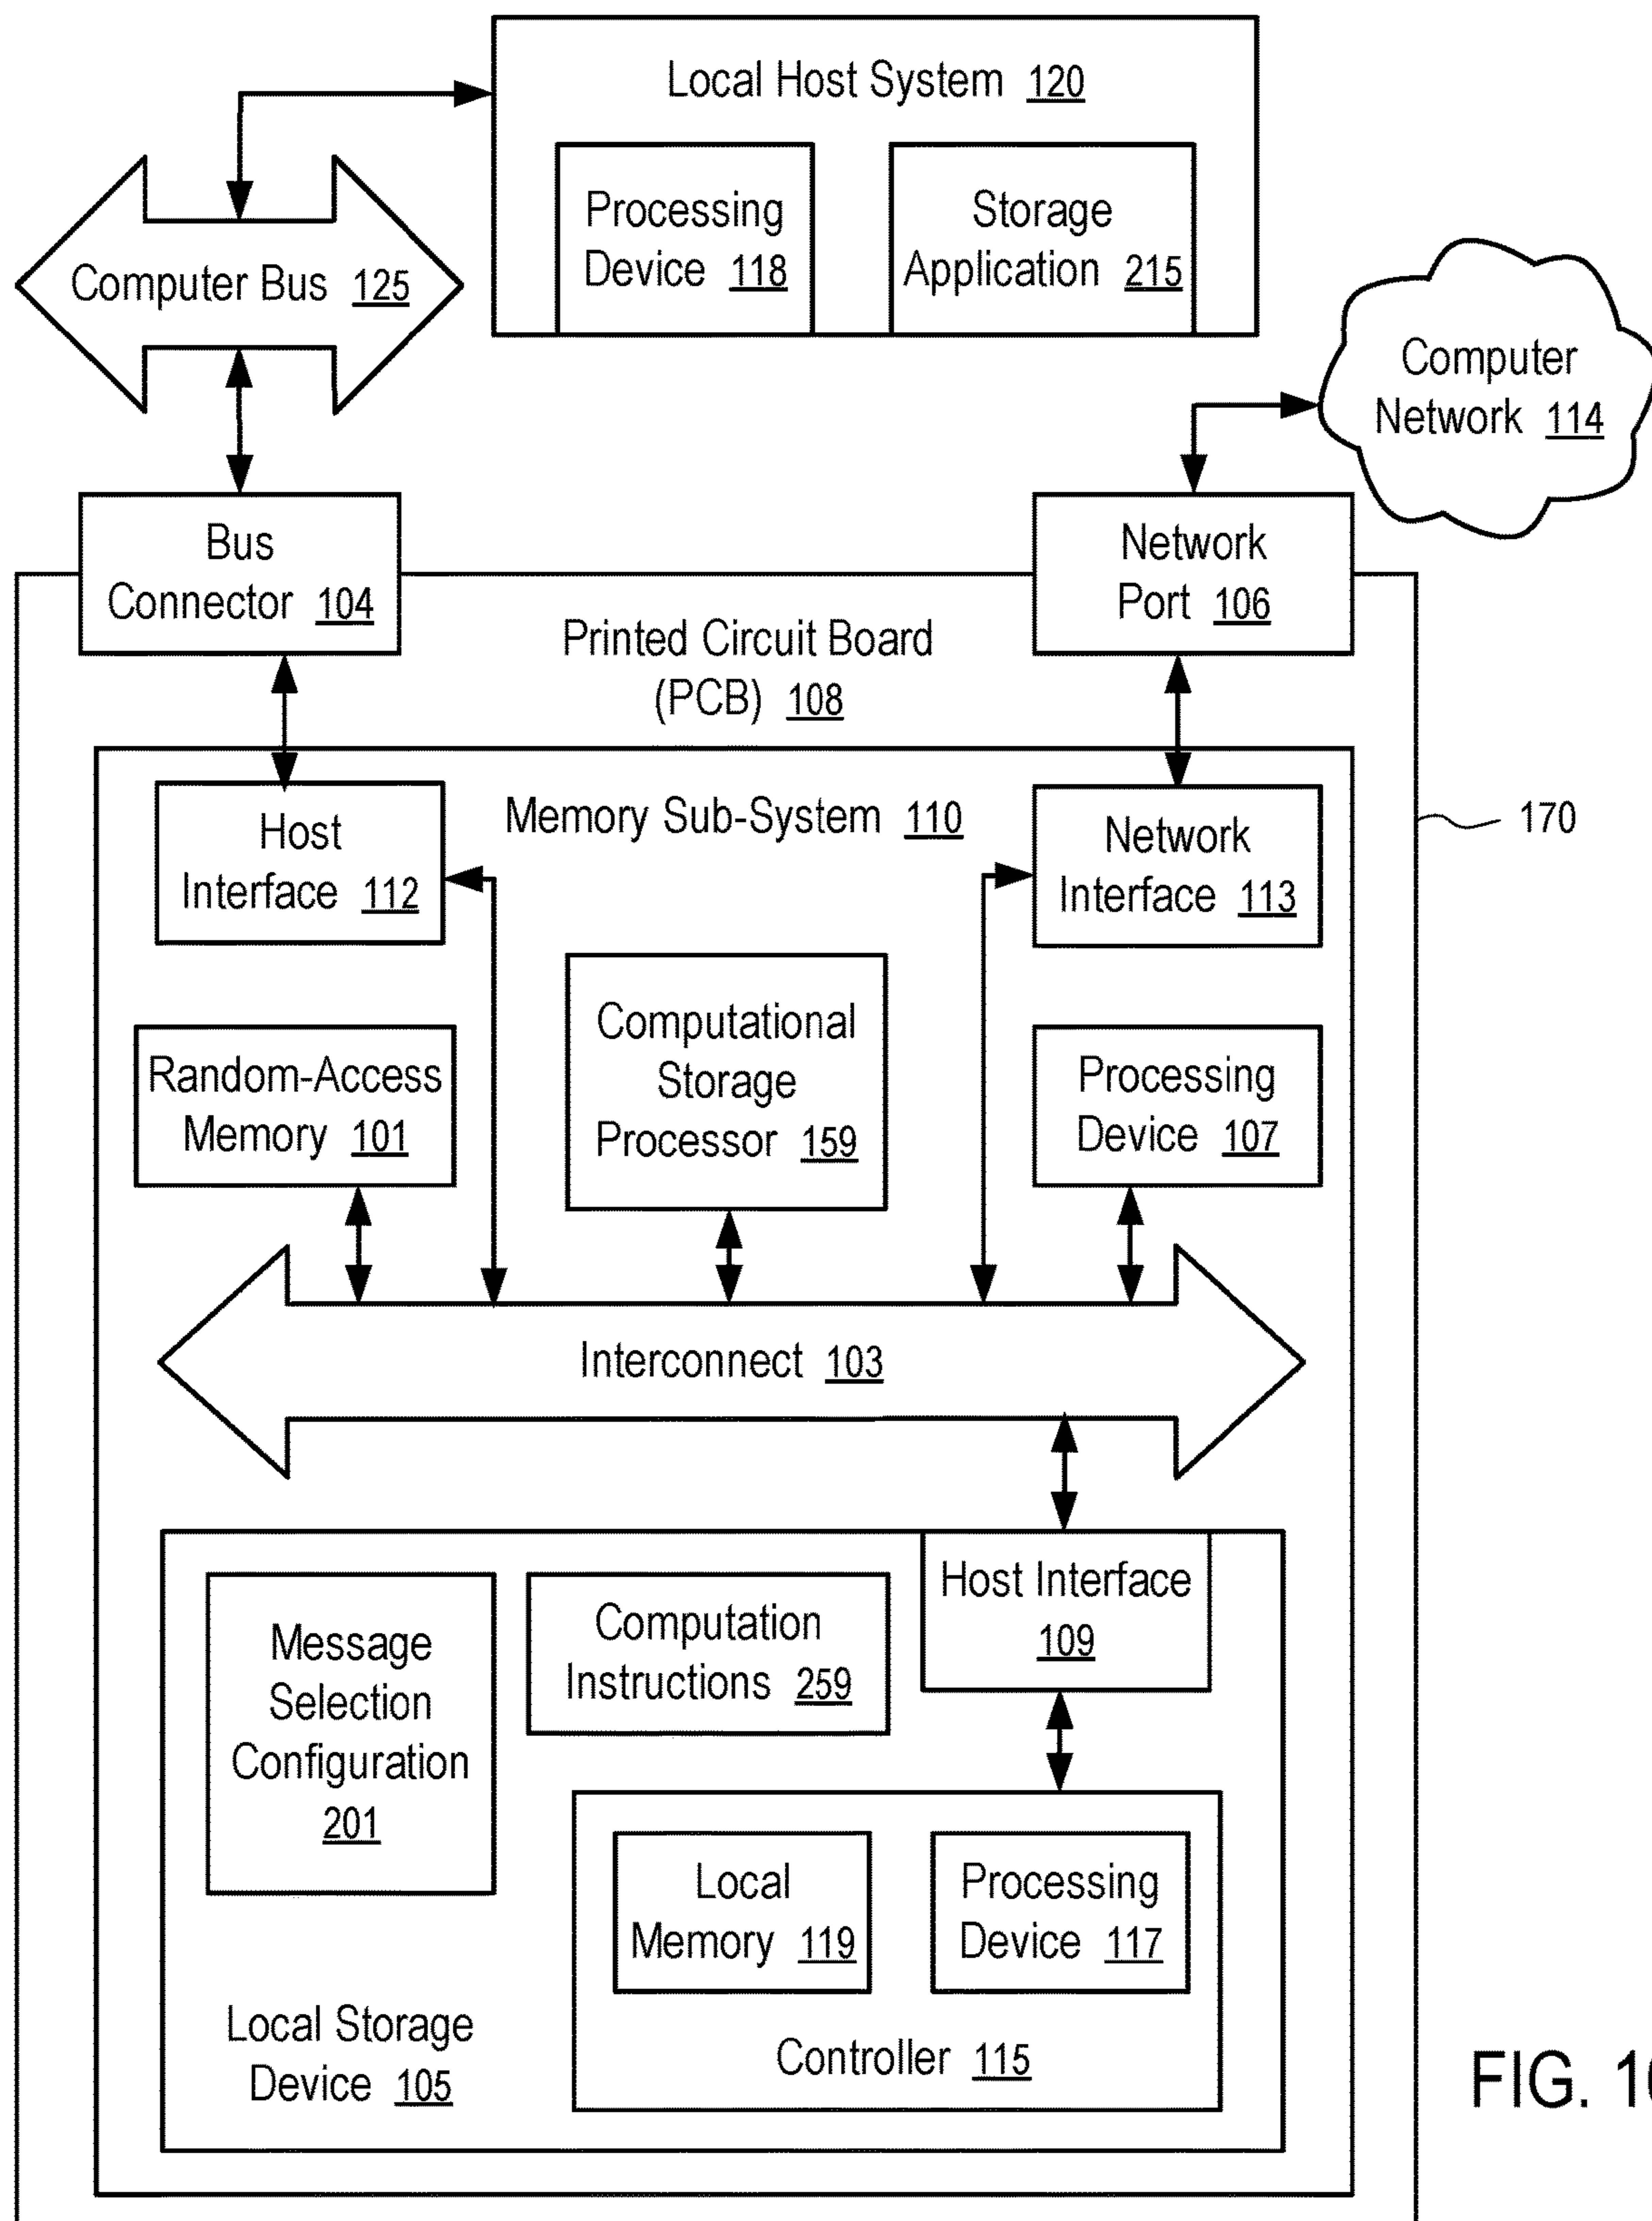 Local Host System 120
Processing
Device 118
Storage
Application 215
Computer Bus 125
Computer
Network 114
Bus
Connector 104
Network
Port 106
Printed Circuit Board
(PCB) 108
Host
Interface 112
Memory Sub-System 110
Network
Interface 113
170
Computational
Storage
Processor 159
Random-Access
Memory 101
Processing
Device 107
Interconnect 103
Message
Selection
Configuration
201
Computation
Instructions 259
Host Interface
109
Local
Memory 119
Processing
Device 117
Local Storage
Device 105
Controller 115
FIG.